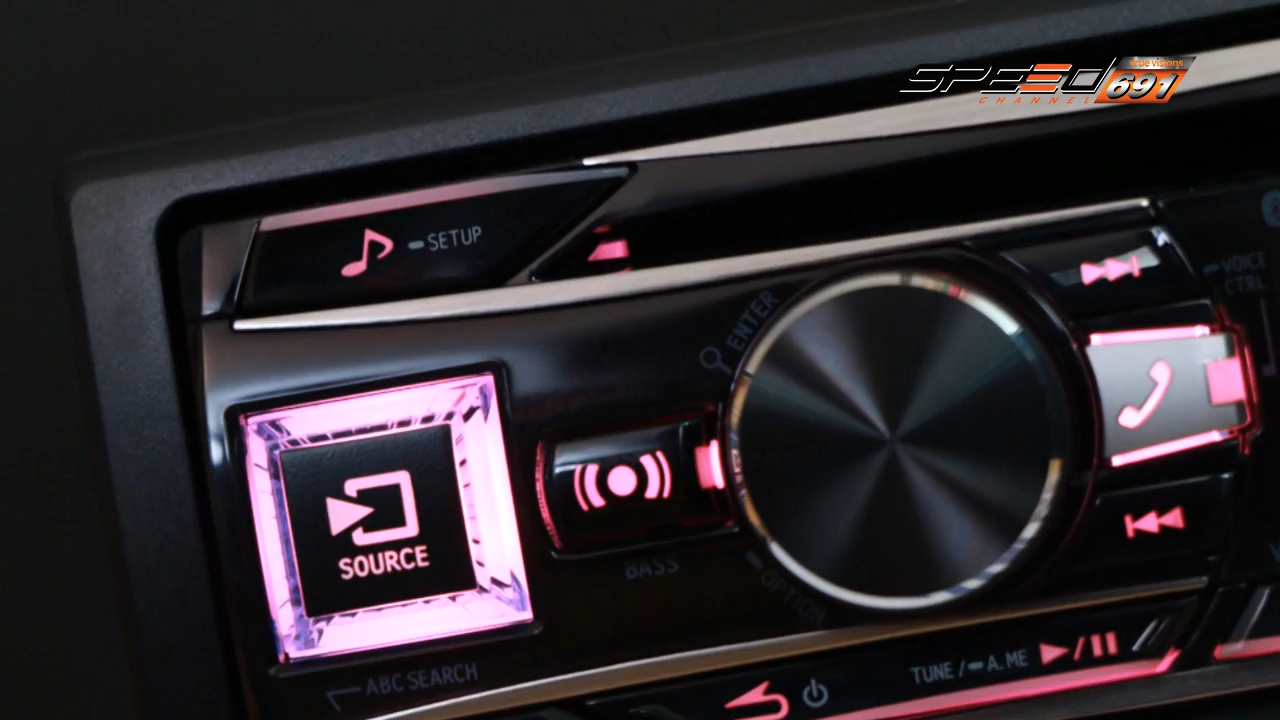 SPEED
true visions
691
CHANNEL
SETUP
VOICE
CTRL
ENTER
SOURCE
BASS
OPTION
ABC SEARCH
TUNE / A.ME